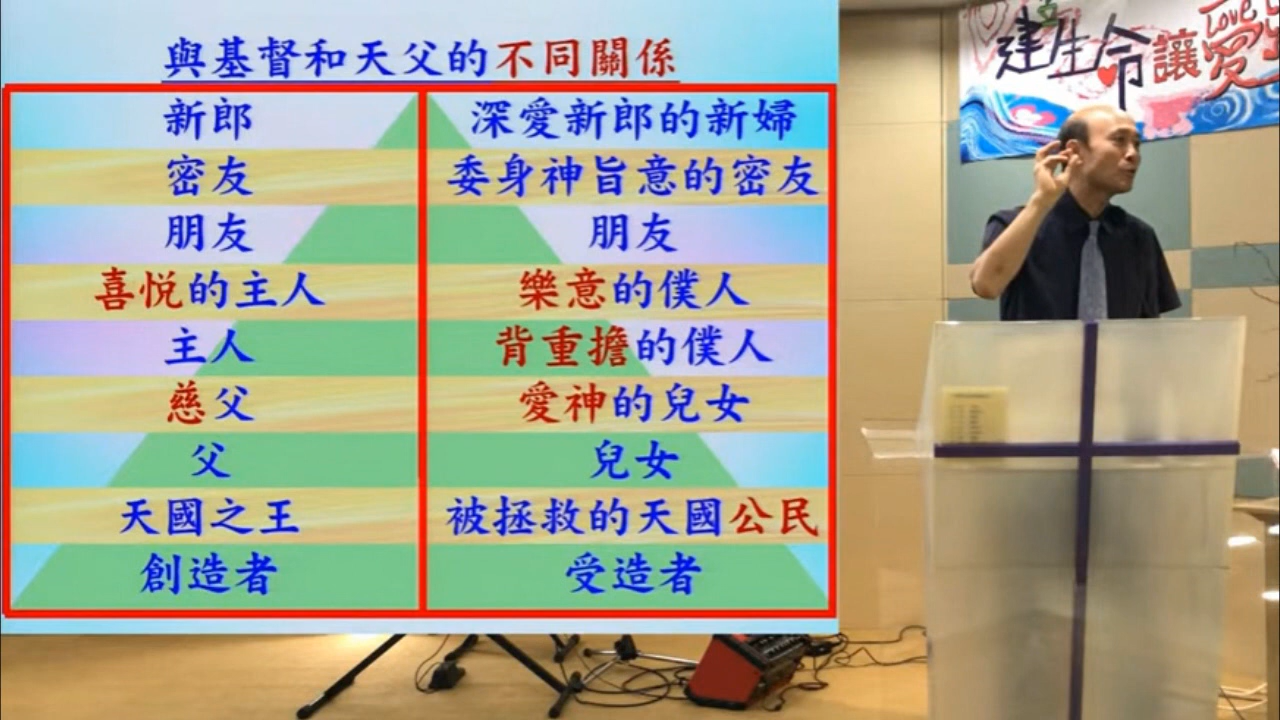 與基督和天父的不同關係
新郎 深愛新郎的新婦
密友 委身神旨意的密友
朋友 朋友
喜悅的主人 樂意的僕人
主人 背重擔的僕人
慈父 愛神的兒女
父 兒女
天國之王 被拯救的天國公民
創造者 受造者
建生命讓愛
Love